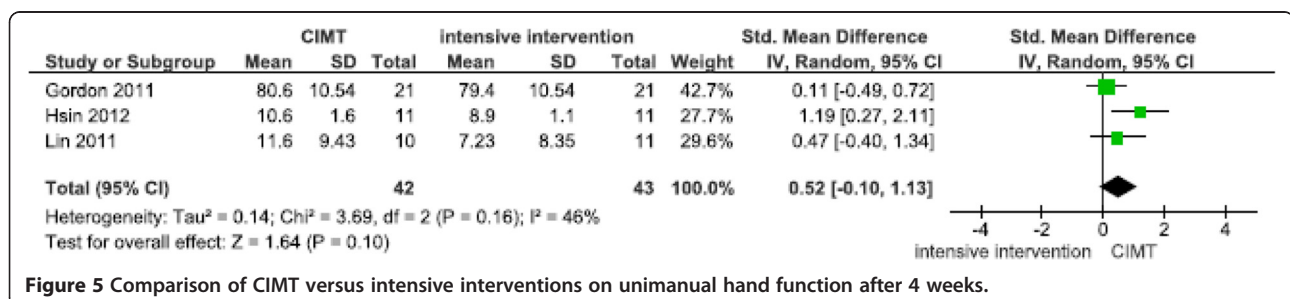 CIMT intensive intervention Std. Mean Difference Std. Mean Difference
Study or Subgroup Mean SD Total Mean SD Total Weight IV, Random, 95% CI IV, Random, 95% CI
Gordon 2011 80.6 10.54 21 79.4 10.54 21 42.7% 0.11 [-0.49, 0.72]
Hsin 2012 10.6 1.6 11 8.9 1.1 11 27.7% 1.19 [0.27, 2.11]
Lin 2011 11.6 9.43 10 7.23 8.35 11 29.6% 0.47 [-0.40, 1.34]
Total (95% CI) 42 43 100.0% 0.52 [-0.10, 1.13]
Heterogeneity: Tau² = 0.14; Chi² = 3.69, df = 2 (P = 0.16); I² = 46%
Test for overall effect: Z = 1.64 (P = 0.10)
-4 -2 0 2 4
intensive intervention CIMT
Figure 5 Comparison of CIMT versus intensive interventions on unimanual hand function after 4 weeks.